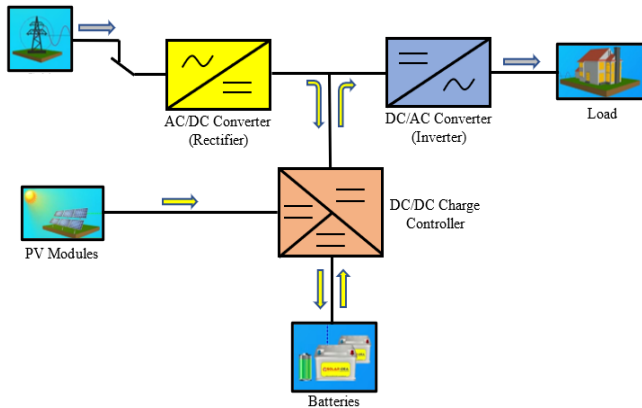 AC/DC Converter
(Rectifier)
DC/AC Converter
(Inverter)
Load
DC/DC Charge
Controller
PV Modules
Batteries